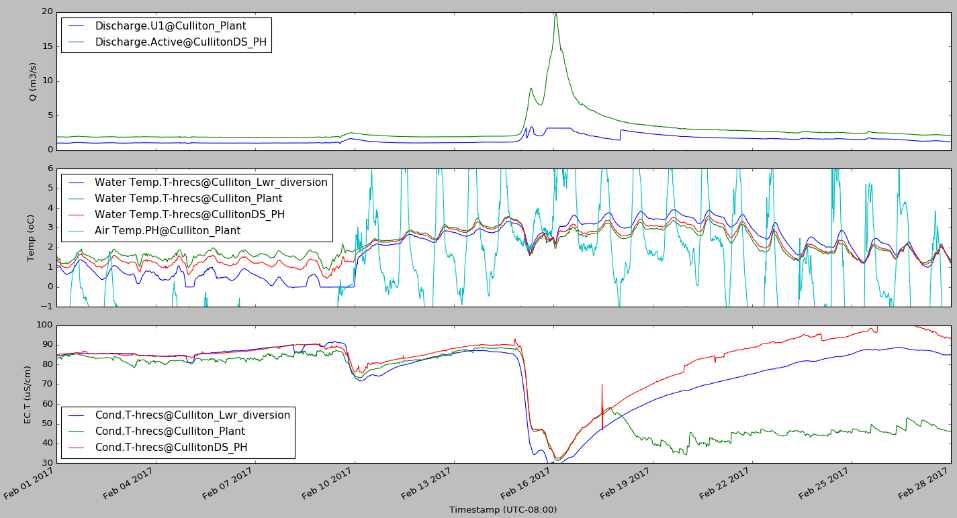 20
15
10
5
0
Q (m3/s)
Discharge.U1@Culliton_Plant
Discharge.Active@CullitonDS_PH
6
5
4
3
2
1
0
−1
Temp (dC)
Water Temp.T-hrecs@Culliton_Lwr_diversion
Water Temp.T-hrecs@Culliton_Plant
Water Temp.T-hrecs@CullitonDS_PH
Air Temp.PH@Culliton_Plant
100
90
80
70
60
50
40
30
EC.T (uS/cm)
Cond.T-hrecs@Culliton_Lwr_diversion
Cond.T-hrecs@Culliton_Plant
Cond.T-hrecs@CullitonDS_PH
Feb 01 2017
Feb 04 2017
Feb 07 2017
Feb 10 2017
Feb 13 2017
Feb 16 2017
Feb 19 2017
Feb 22 2017
Feb 25 2017
Feb 28 2017
Timestamp (UTC-08:00)